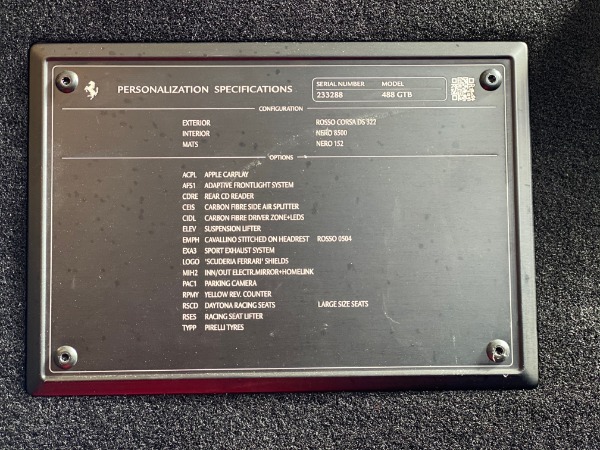 PERSONALIZATION SPECIFICATIONS
SERIAL NUMBER MODEL
233288 488 GTB
CONFIGURATION
EXTERIOR ROSSO CORSA DS 322
INTERIOR NERO 8500
MATS NERO 152
OPTIONS
ACPL APPLE CARPLAY
AFS1 ADAPTIVE FRONTLIGHT SYSTEM
CDRE REAR CD READER
CEIS CARBON FIBRE SIDE AIR SPLITTER
CIDL CARBON FIBRE DRIVER ZONE+LEDS
ELEV SUSPENSION LIFTER
EMPH CAVALLINO STITCHED ON HEADREST ROSSO 0504
EXA3 SPORT EXHAUST SYSTEM
LOGO 'SCUDERIA FERRARI' SHIELDS
MIH2 INN/OUT ELECTR.MIRROR+HOMELINK
PAC1 PARKING CAMERA
RPMY YELLOW REV. COUNTER
RSCD DAYTONA RACING SEATS LARGE SIZE SEATS
RSES RACING SEAT LIFTER
TYPP PIRELLI TYRES